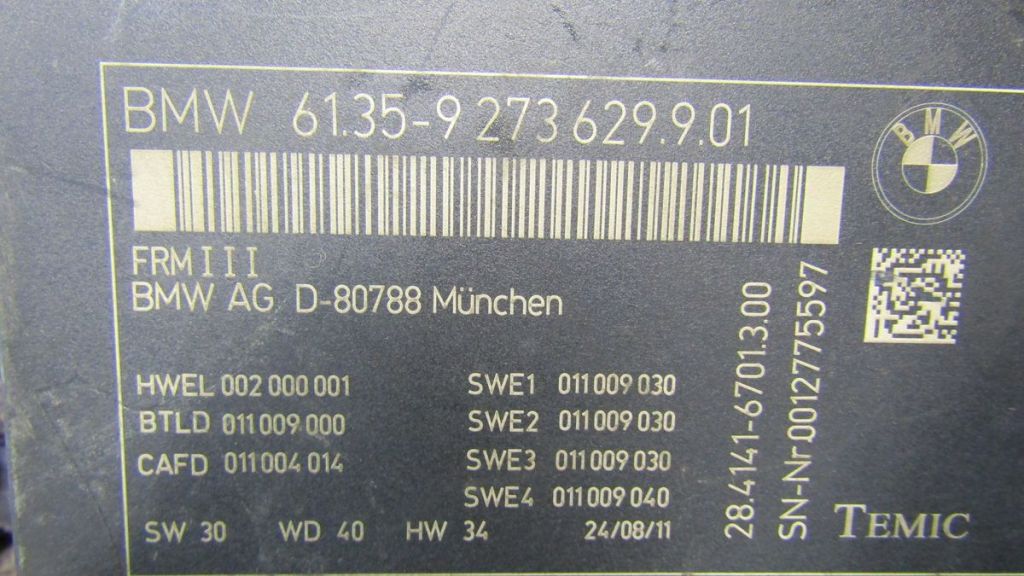 BMW 61.35-9 273 629.9.01
BMW
FRM III
BMW AG D-80788 München
HWEL 002 000 001
BTLD 011 009 000
CAFD 011 004 014
SWE1 011 009 030
SWE2 011 009 030
SWE3 011 009 030
SWE4 011 009 040
SW 30 WD 40 HW 34 24/08/11
28.4141-6701.3.00
SN-Nr.0012775597
TEMIC